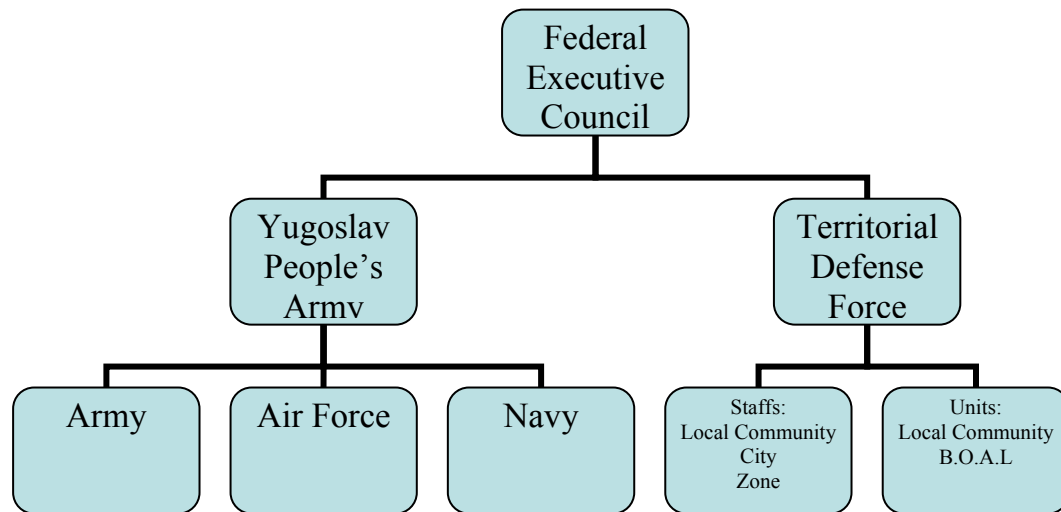 Federal
Executive
Council
Yugoslav
People’s
Army
Territorial
Defense
Force
Army
Air Force
Navy
Staffs:
Local Community
City
Zone
Units:
Local Community
B.O.A.L